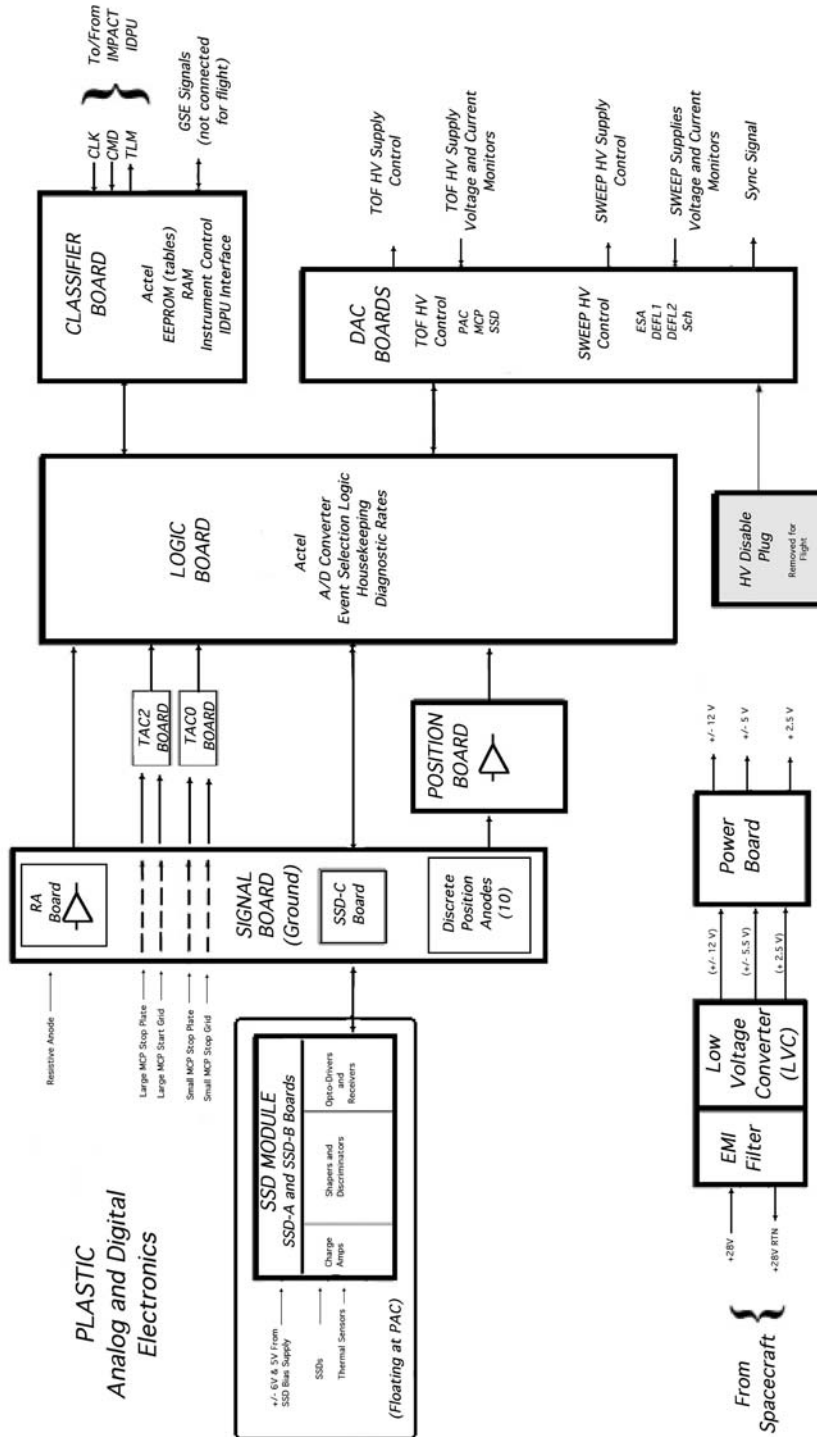 PLASTIC
Analog and Digital
Electronics
Resistive Anode
Large MCP Stop Plate
Large MCP Start Grid
Small MCP Stop Plate
Small MCP Stop Grid
RA
Board
SIGNAL
BOARD
(Ground)
SSD-C
Board
Discrete
Position
Anodes
(10)
TAC2
BOARD
TAC0
BOARD
POSITION
BOARD
LOGIC
BOARD
Actel
A/D Converter
Event Selection Logic
Housekeeping
Diagnostic Rates
CLASSIFIER
BOARD
Actel
EEPROM (tables)
RAM
Instrument Control
IDPU Interface
CLK
CMD
TLM
To/From
IMPACT
IDPU
GSE Signals
(not connected
for flight)
DAC
BOARDS
TOF HV
Control
PAC
MCP
SSD
SWEEP HV
Control
ESA
DEFL1
DEFL2
Sch
TOF HV Supply
Control
TOF HV Supply
Voltage and Current
Monitors
SWEEP HV Supply
Control
SWEEP Supplies
Voltage and Current
Monitors
Sync Signal
HV Disable
Plug
Removed for
Flight
SSD MODULE
SSD-A and SSD-B Boards
Charge
Amps
Shapers and
Discriminators
Opto-Drivers
and
Receivers
+/- 6V & 5V From
SSD Bias Supply
SSDs
Thermal Sensors
(Floating at PAC)
From
Spacecraft
+28V
+28V RTN
EMI
Filter
Low
Voltage
Converter
(LVC)
(+/- 12 V)
(+/- 5.5 V)
(+ 2.5 V)
Power
Board
+/- 12 V
+/- 5 V
+ 2.5 V